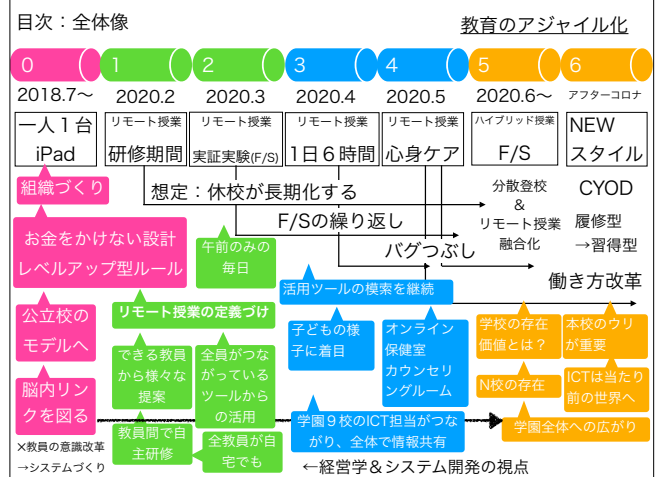 目次：全体像
教育のアジャイル化
0
1
2
3
4
5
6
2018.7〜
2020.2
2020.3
2020.4
2020.5
2020.6〜
アフターコロナ
一人１台
iPad
リモート授業
研修期間
リモート授業
実証実験(F/S)
リモート授業
1日６時間
リモート授業
心身ケア
ハイブリッド授業
F/S
NEW
スタイル
組織づくり
想定：休校が長期化する
分散登校
&
リモート授業
融合化
CYOD
履修型
→習得型
お金をかけない設計
レベルアップ型ルール
F/Sの繰り返し
午前のみの
毎日
バグつぶし
働き方改革
活用ツールの模索を継続
公立校の
モデルへ
リモート授業の定義づけ
子どもの様
子に着目
オンライン
保健室
カウンセリ
ングルーム
学校の存在
価値とは？
本校のウリ
が重要
できる教員
から様々な
提案
全員がつな
がっている
ツールから
の活用
N校の存在
ICTは当たり
前の世界へ
脳内リン
クを図る
学園９校のICT担当がつな
がり、全体で情報共有
学園全体への広がり
教員間で自
主研修
全教員が自
宅でも
×教員の意識改革
→システムづくり
←経営学＆システム開発の視点